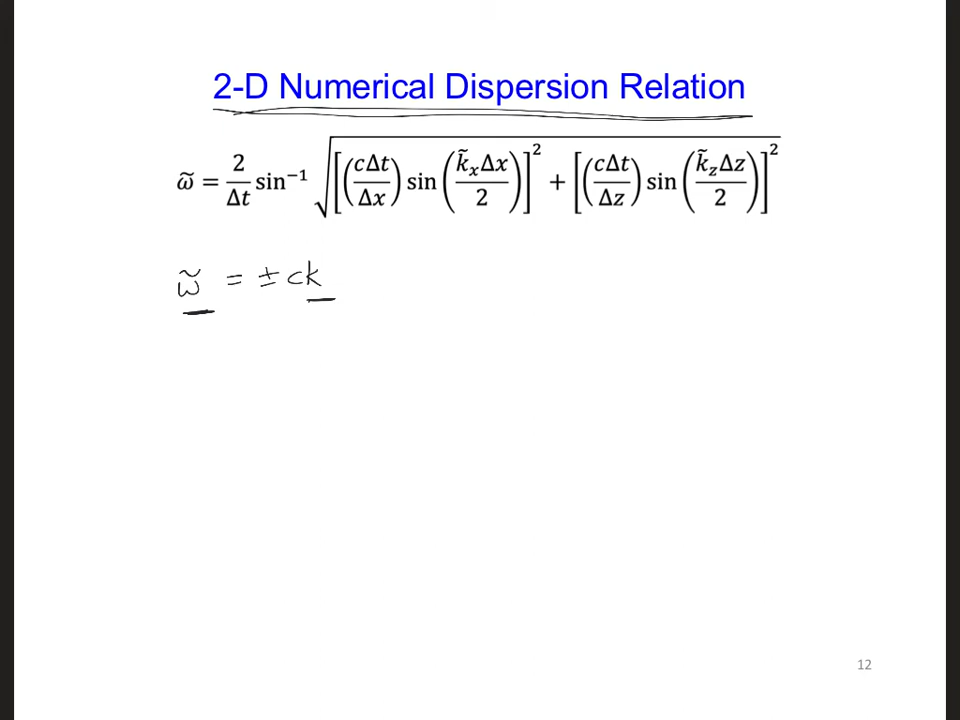 2-D Numerical Dispersion Relation
ω̃ = 2/Δt sin⁻¹ √([(cΔt/Δx) sin(k̃ₓΔx/2)]² + [(cΔt/Δz) sin(k̃_zΔz/2)]²)
ω̃ = ± ck
12